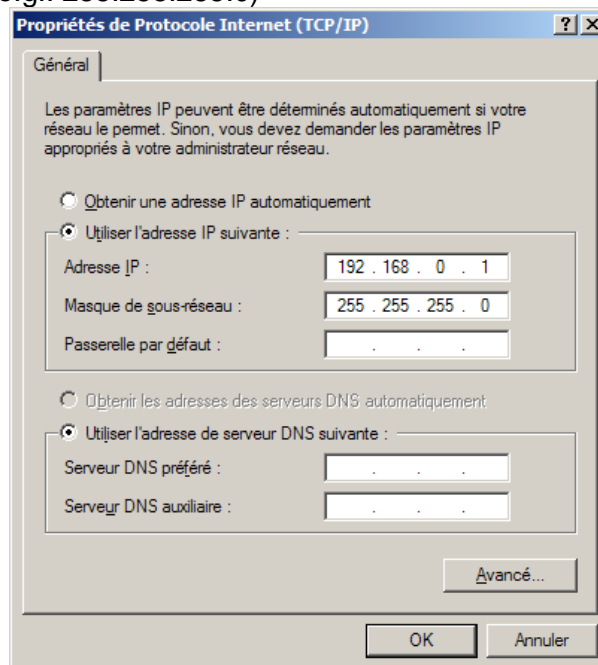 Propriétés de Protocole Internet (TCP/IP)
Général
Les paramètres IP peuvent être déterminés automatiquement si votre
réseau le permet. Sinon, vous devez demander les paramètres IP
appropriés à votre administrateur réseau.
Obtenir une adresse IP automatiquement
Utiliser l'adresse IP suivante :
Adresse IP : 192 . 168 . 0 . 1
Masque de sous-réseau : 255 . 255 . 255 . 0
Passerelle par défaut : . . .
Obtenir les adresses des serveurs DNS automatiquement
Utiliser l'adresse de serveur DNS suivante :
Serveur DNS préféré : . . .
Serveur DNS auxiliaire : . . .
Avancé...
OK Annuler